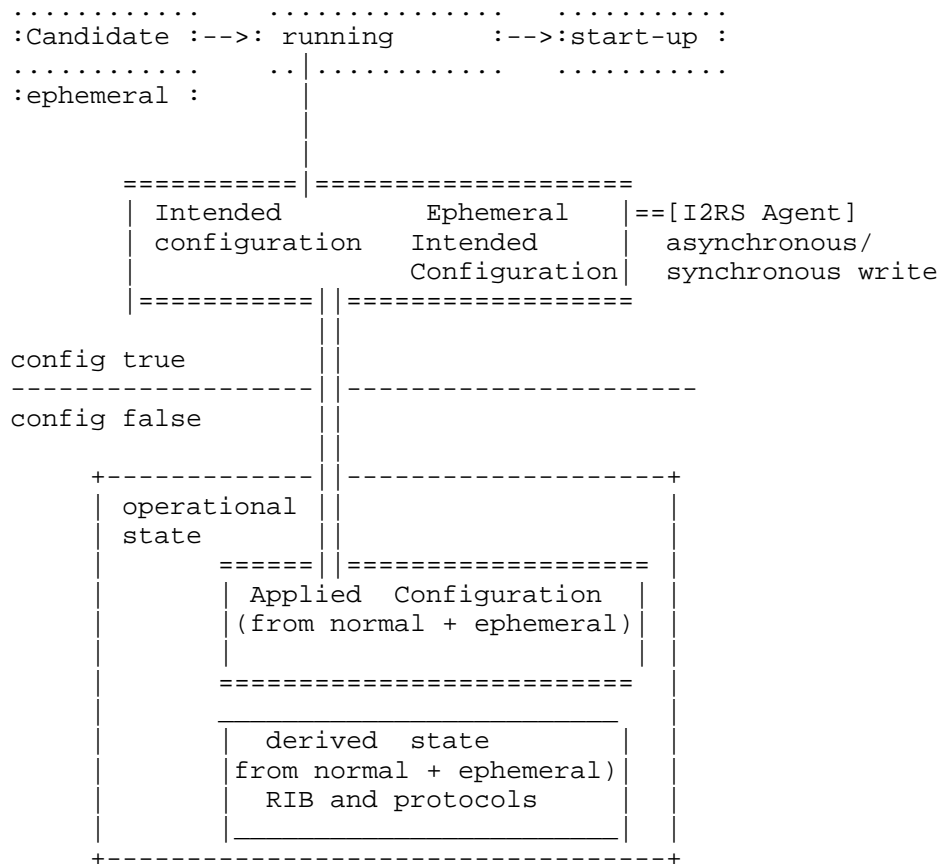 :Candidate :-->: running :-->:start-up :
:ephemeral :
Intended Ephemeral ==[I2RS Agent]
configuration Intended asynchronous/
Configuration synchronous write
config true
config false
operational
state
Applied Configuration
(from normal + ephemeral)
derived state
from normal + ephemeral)
RIB and protocols